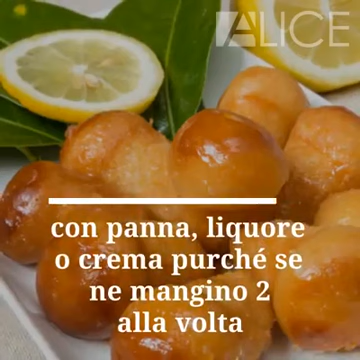 ALICE
con panna, liquore
o crema purché se
ne mangino 2
alla volta